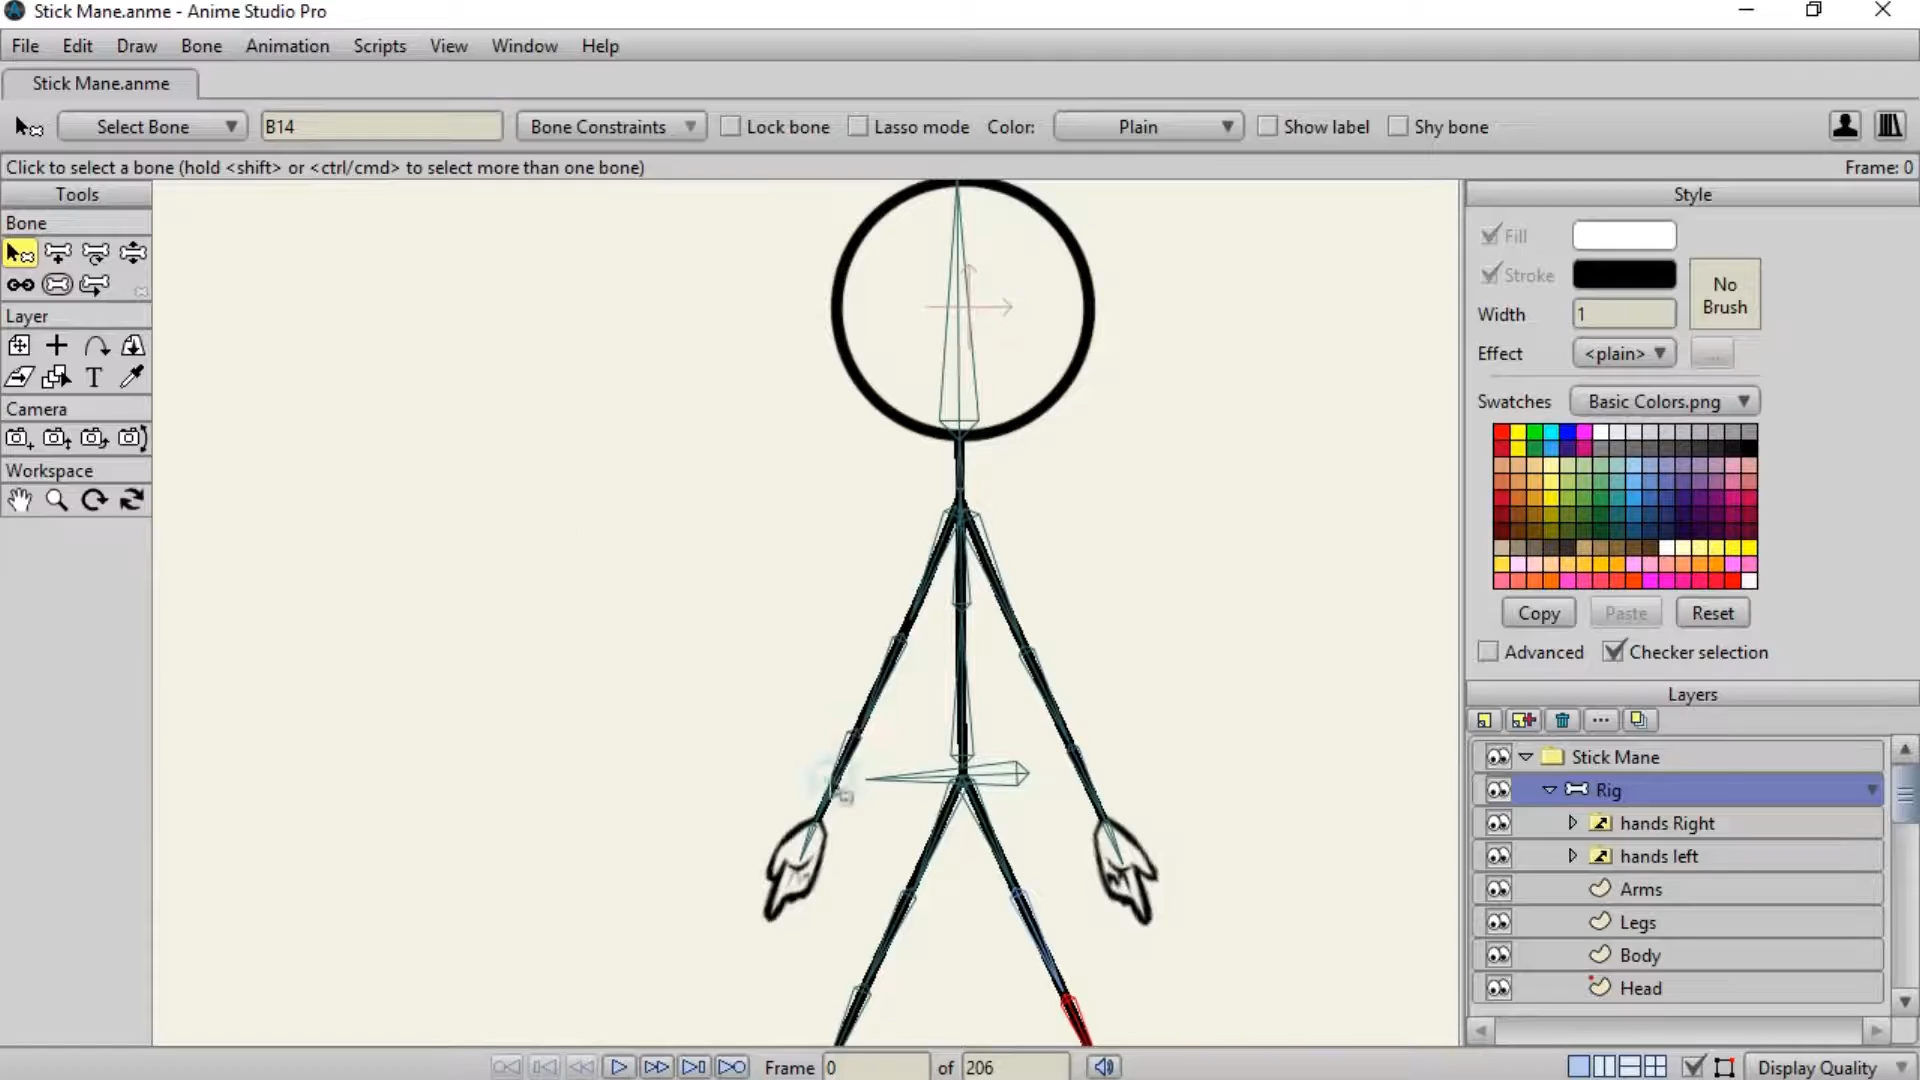 Stick Mane.anme - Anime Studio Pro
File Edit Draw Bone Animation Scripts View Window Help
Stick Mane.anme
Select Bone B14 Bone Constraints Lock bone Lasso mode Color: Plain Show label Shy bone
Click to select a bone (hold <shift> or <ctrl/cmd> to select more than one bone) Frame: 0
Tools
Bone
Layer
T
Camera
Workspace
Style
Fill
Stroke
No
Brush
Width 1
Effect <plain> ...
Swatches Basic Colors.png
Copy Paste Reset
Advanced Checker selection
Layers
Stick Mane
Rig
hands Right
hands left
Arms
Legs
Body
Head
Frame 0 of 206 Display Quality